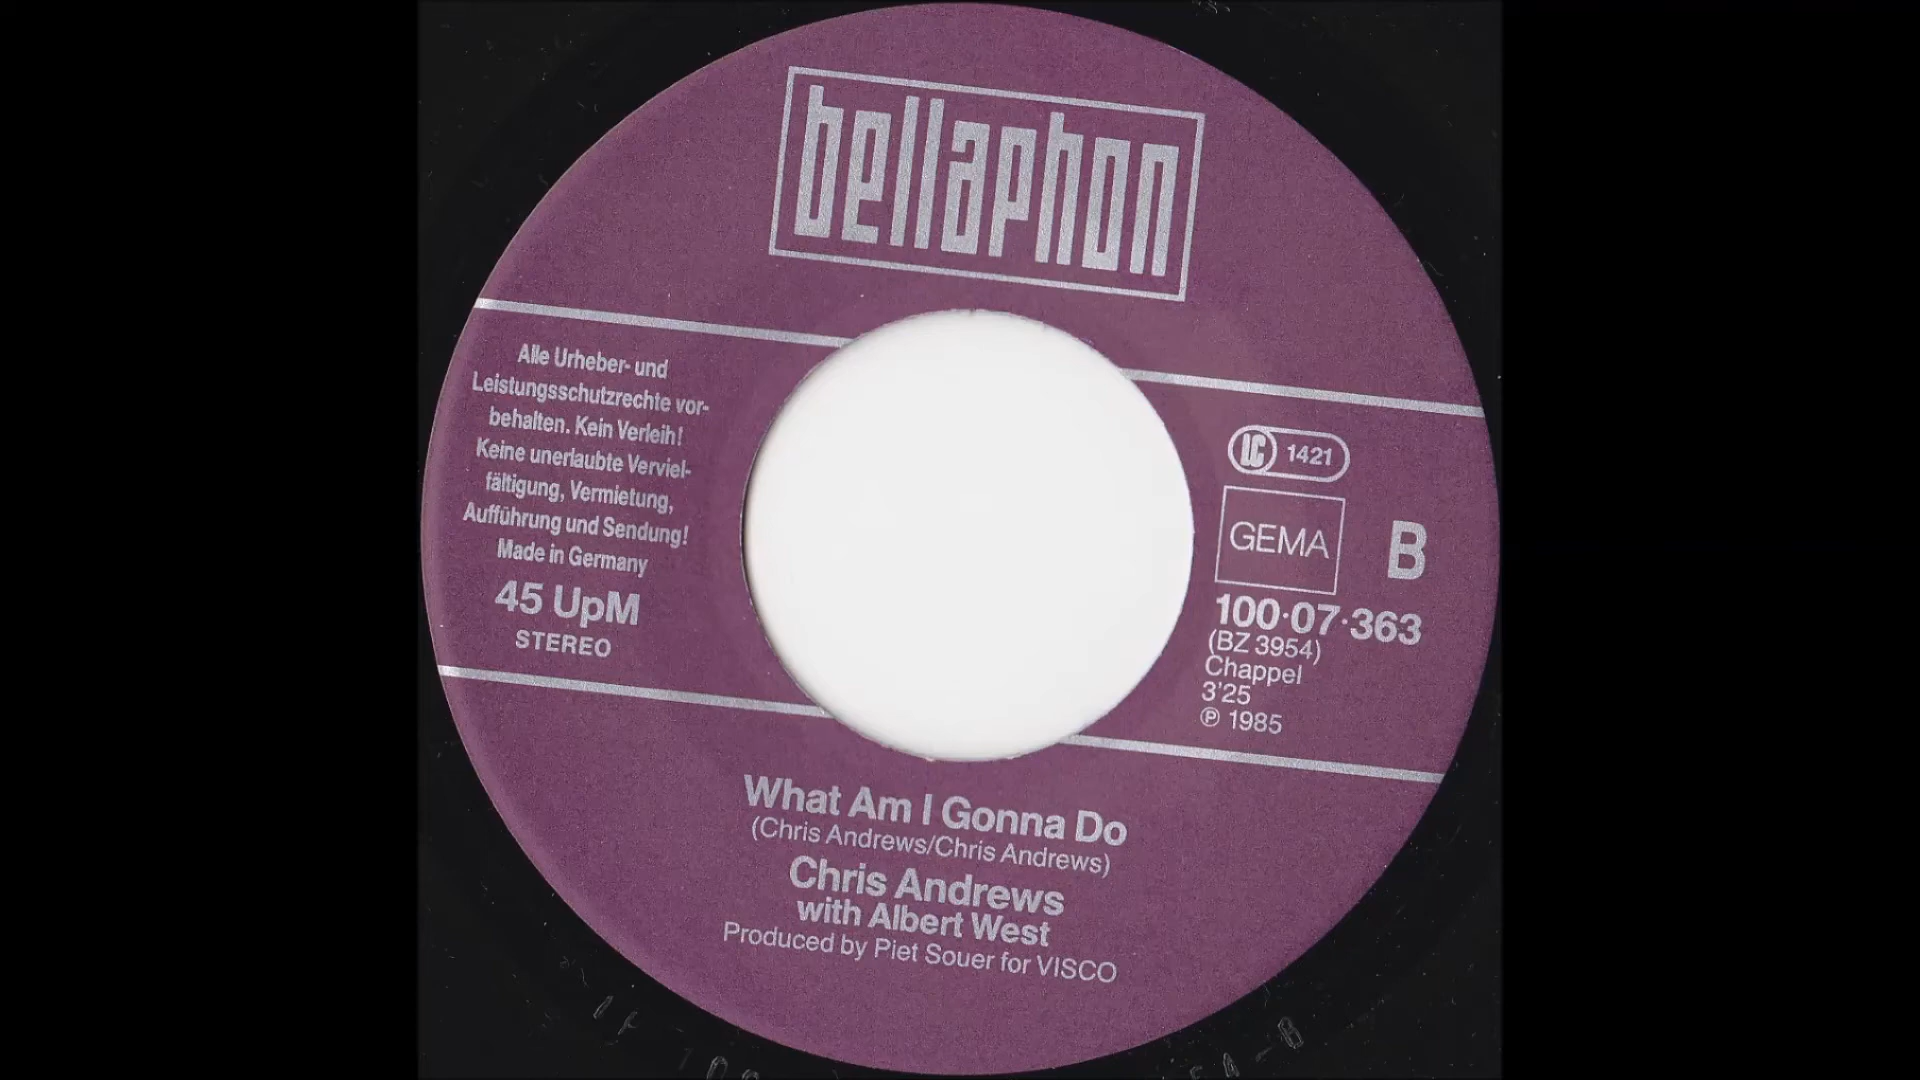 bellaphon
Alle Urheber- und
Leistungsschutzrechte vor-
behalten. Kein Verleih!
Keine unerlaubte Verviel-
fältigung, Vermietung,
Aufführung und Sendung!
Made in Germany
45 UpM
STEREO
LC 1421
GEMA
B
100·07·363
(BZ 3954)
Chappel
3'25
℗ 1985
What Am I Gonna Do
(Chris Andrews/Chris Andrews)
Chris Andrews
with Albert West
Produced by Piet Souer for VISCO